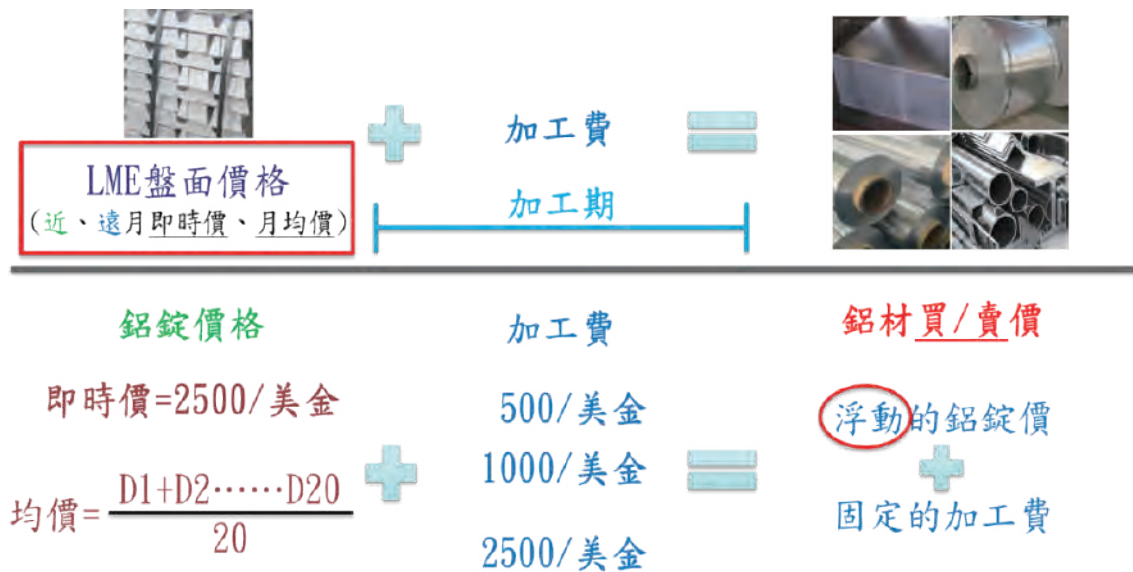 加工費
LME盤面價格
(近、遠月即時價、月均價)
加工期
鋁錠價格
加工費
鋁材買/賣價
即時價=2500/美金
500/美金
浮動的鋁錠價
均價=
D1+D2……D20
20
1000/美金
固定的加工費
2500/美金